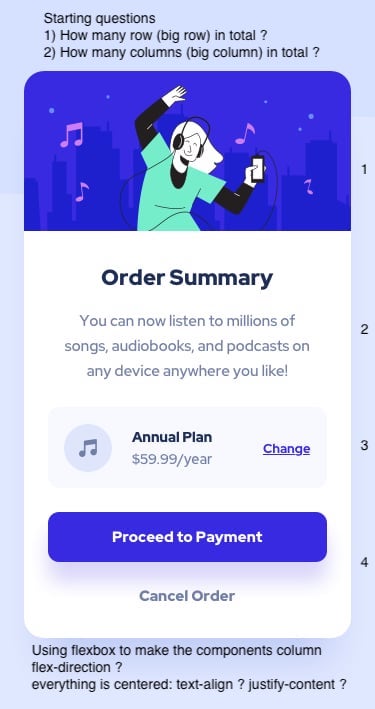 Starting questions
1) How many row (big row) in total ?
2) How many columns (big column) in total ?
1
Order Summary
You can now listen to millions of
songs, audiobooks, and podcasts on
any device anywhere you like!
2
Annual Plan
$59.99/year
Change
3
Proceed to Payment
4
Cancel Order
Using flexbox to make the components column
flex-direction ?
everything is centered: text-align ? justify-content ?